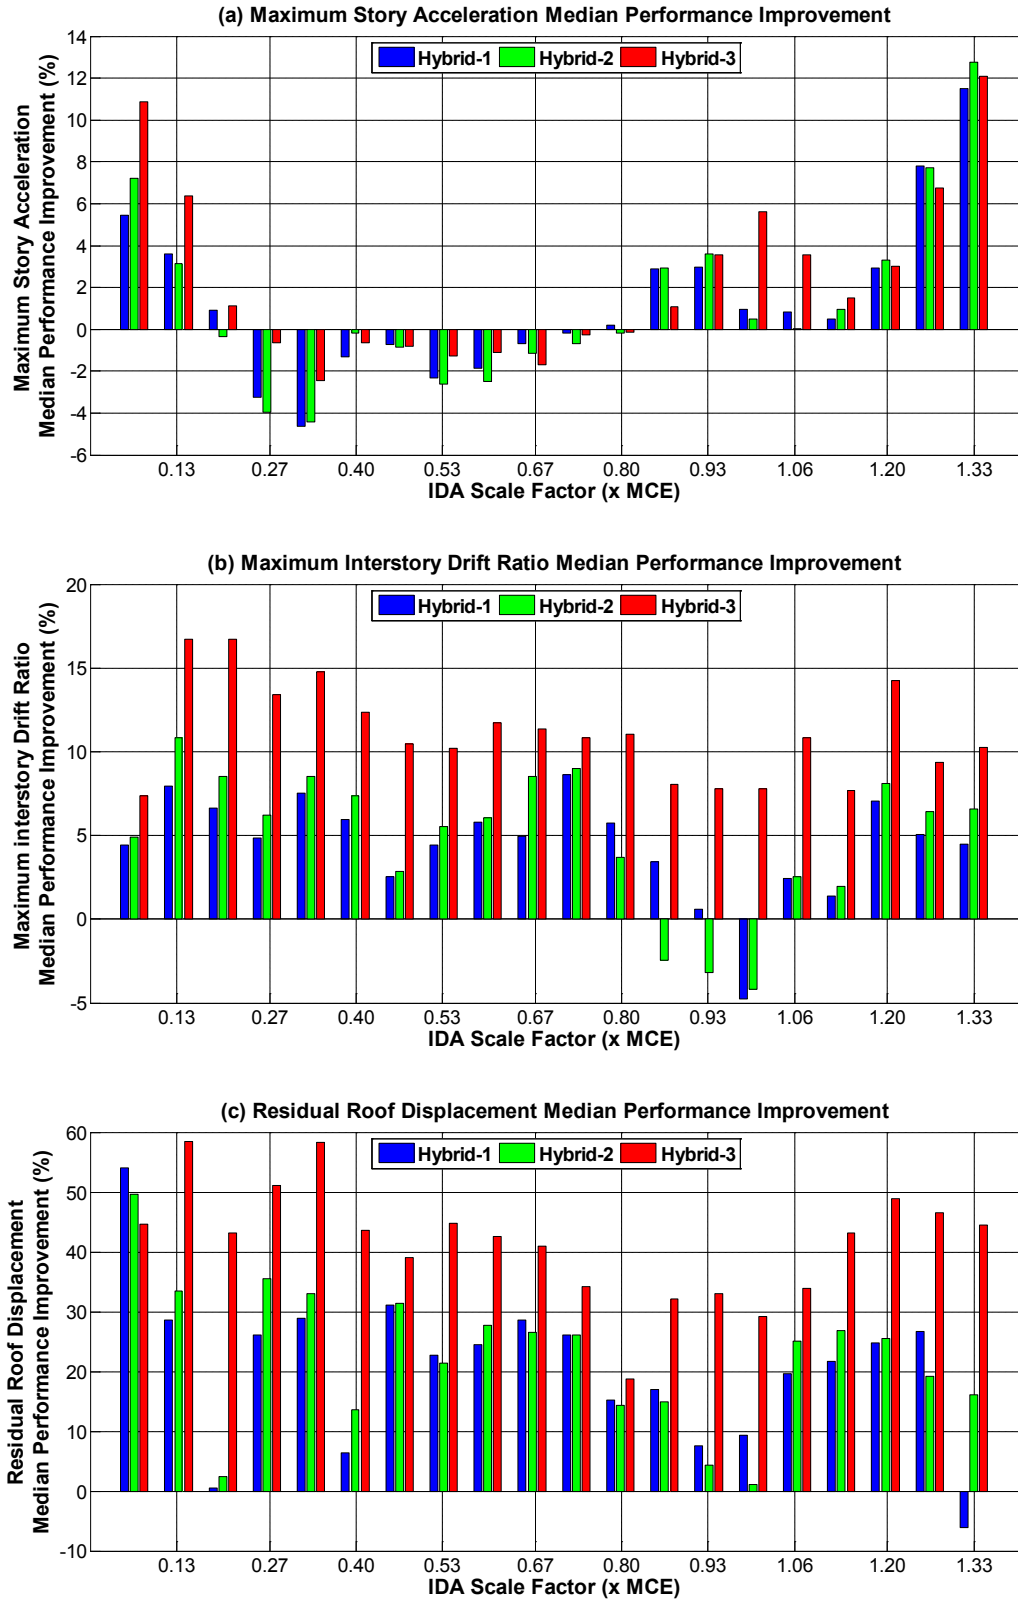 (a) Maximum Story Acceleration Median Performance Improvement
Maximum Story Acceleration
Median Performance Improvement (%)
14
12
10
8
6
4
2
0
-2
-4
-6
Hybrid-1 Hybrid-2 Hybrid-3
0.13 0.27 0.40 0.53 0.67 0.80 0.93 1.06 1.20 1.33
IDA Scale Factor (x MCE)
(b) Maximum Interstory Drift Ratio Median Performance Improvement
Maximum interstory Drift Ratio
Median Performance Improvement (%)
20
15
10
5
0
-5
Hybrid-1 Hybrid-2 Hybrid-3
0.13 0.27 0.40 0.53 0.67 0.80 0.93 1.06 1.20 1.33
IDA Scale Factor (x MCE)
(c) Residual Roof Displacement Median Performance Improvement
Residual Roof Displacement
Median Performance Improvement (%)
60
50
40
30
20
10
0
-10
Hybrid-1 Hybrid-2 Hybrid-3
0.13 0.27 0.40 0.53 0.67 0.80 0.93 1.06 1.20 1.33
IDA Scale Factor (x MCE)